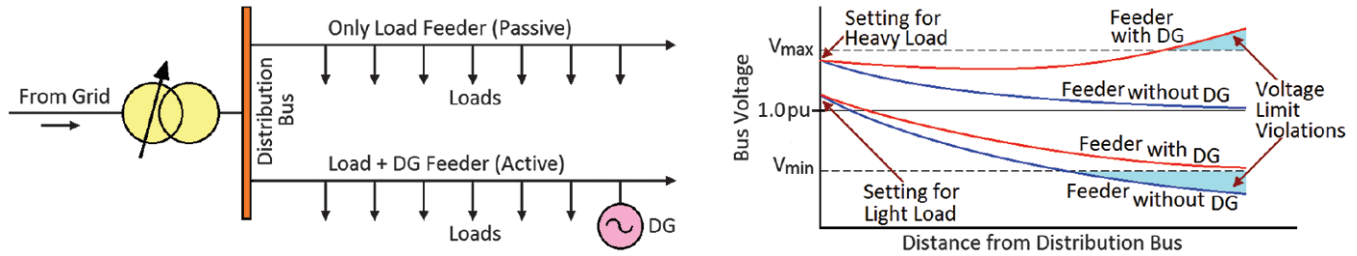 Only Load Feeder (Passive)
From Grid
Loads
Distribution
Bus
Load + DG Feeder (Active)
Loads
DG
Bus Voltage
Vmax
1.0pu
Vmin
Setting for
Heavy Load
Feeder
with DG
Feeder without DG
Voltage
Limit
Violations
Feeder with DG
Feeder
without DG
Setting for
Light Load
Distance from Distribution Bus